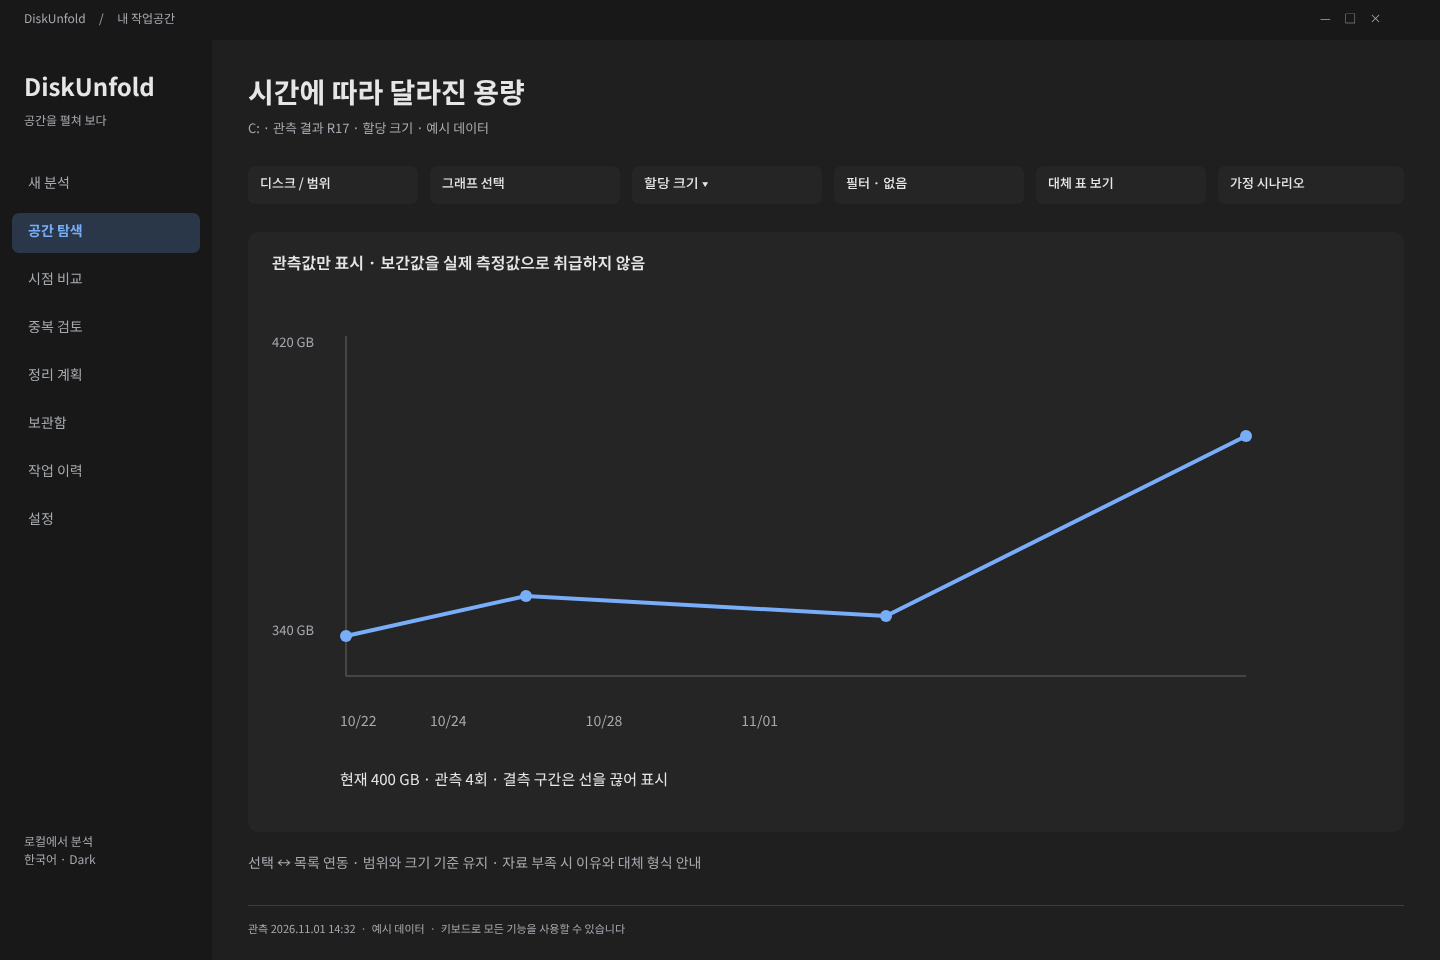 DiskUnfold / 내 작업공간
DiskUnfold
공간을 펼쳐 보다
새 분석
공간 탐색
시점 비교
중복 검토
정리 계획
보관함
작업 이력
설정
로컬에서 분석
한국어 · Dark
시간에 따라 달라진 용량
C: · 관측 결과 R17 · 할당 크기 · 예시 데이터
디스크 / 범위
그래프 선택
할당 크기 ▾
필터 · 없음
대체 표 보기
가정 시나리오
관측값만 표시 · 보간값을 실제 측정값으로 취급하지 않음
420 GB
340 GB
10/22 10/24 10/28 11/01
현재 400 GB · 관측 4회 · 결측 구간은 선을 끊어 표시
선택 ↔ 목록 연동 · 범위와 크기 기준 유지 · 자료 부족 시 이유와 대체 형식 안내
관측 2026.11.01 14:32 · 예시 데이터 · 키보드로 모든 기능을 사용할 수 있습니다